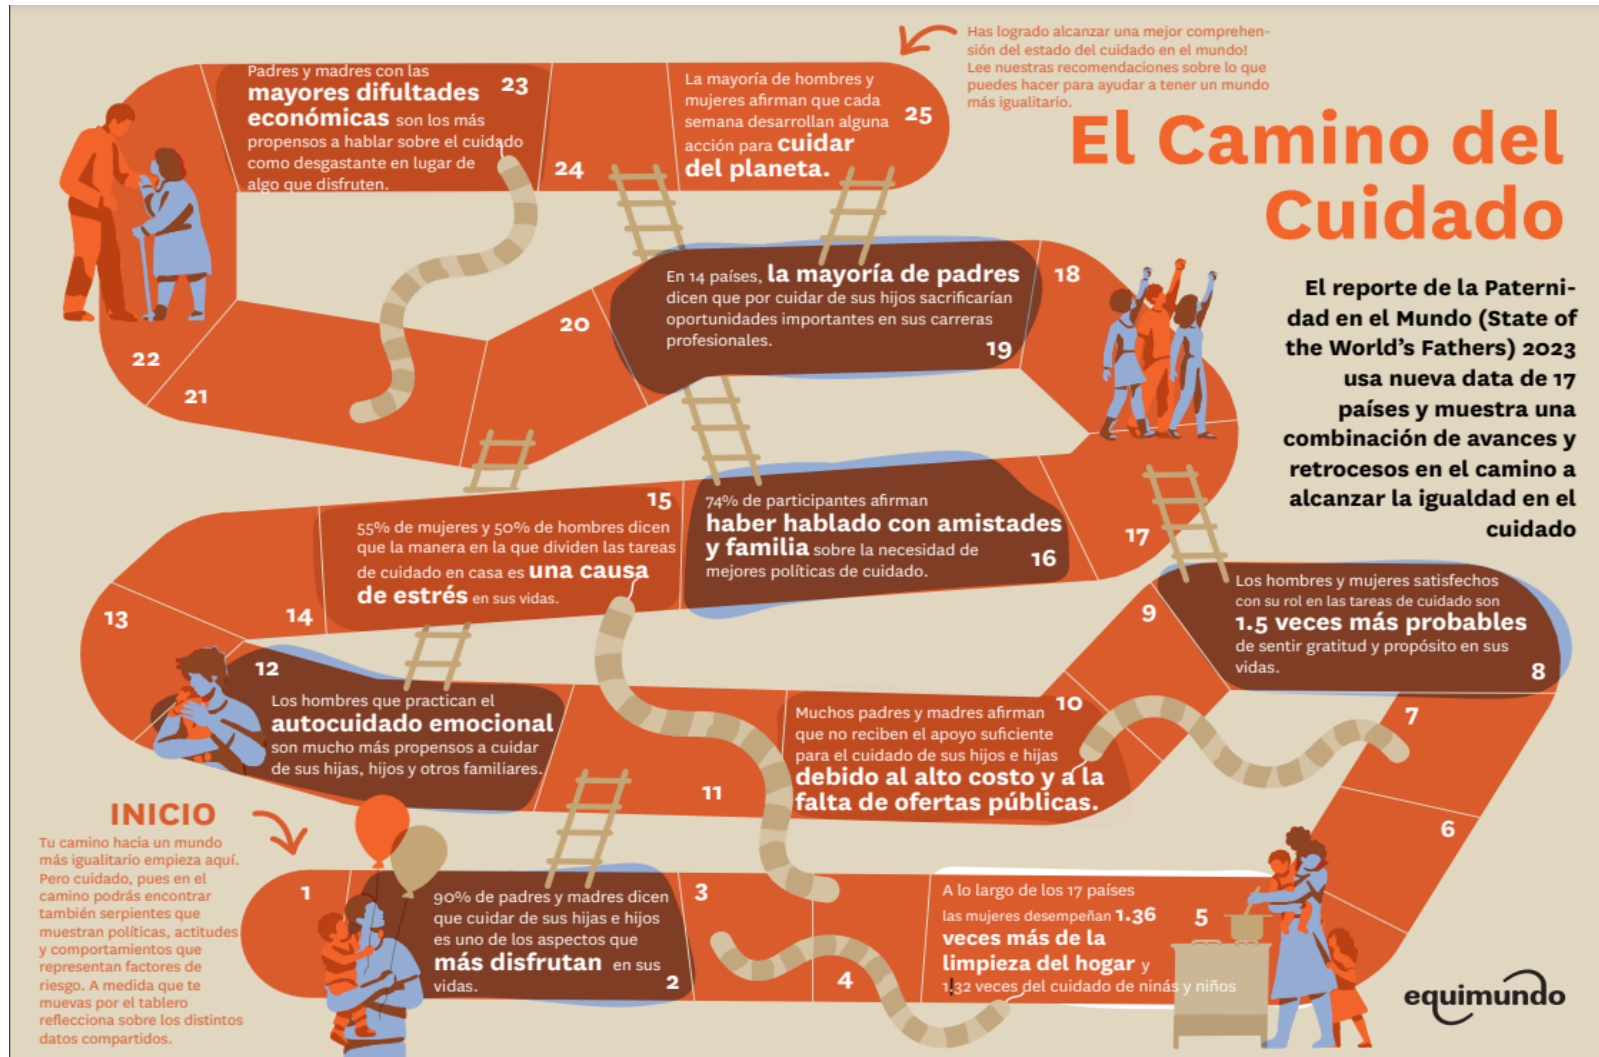 Has logrado alcanzar una mejor comprehen-
sión del estado del cuidado en el mundo!
Lee nuestras recomendaciones sobre lo que
puedes hacer para ayudar a tener un mundo
más igualitario.
El Camino del
Cuidado
El reporte de la Paterni-
dad en el Mundo (State of
the World's Fathers) 2023
usa nueva data de 17
países y muestra una
combinación de avances y
retrocesos en el camino a
alcanzar la igualdad en el
cuidado
Padres y madres con las
mayores difultades
económicas son los más
propensos a hablar sobre el cuidado
como desgastante en lugar de
algo que disfruten.
23
24
La mayoría de hombres y
mujeres afirman que cada
semana desarrollan alguna
acción para cuidar
del planeta.
25
22
21
20
En 14 países, la mayoría de padres
dicen que por cuidar de sus hijos sacrificarían
oportunidades importantes en sus carreras
profesionales.
19
18
17
15
55% de mujeres y 50% de hombres dicen
que la manera en la que dividen las tareas
de cuidado en casa es una causa
de estrés en sus vidas.
74% de participantes afirman
haber hablado con amistades
y familia sobre la necesidad de
mejores políticas de cuidado.
16
14
13
12
Los hombres que practican el
autocuidado emocional
son mucho más propensos a cuidar
de sus hijas, hijos y otros familiares.
11
Muchos padres y madres afirman
que no reciben el apoyo suficiente
para el cuidado de sus hijos e hijas
debido al alto costo y a la
falta de ofertas públicas.
10
9
Los hombres y mujeres satisfechos
con su rol en las tareas de cuidado son
1.5 veces más probables
de sentir gratitud y propósito en sus
vidas.
8
7
6
INICIO
Tu camino hacia un mundo
más igualitario empieza aquí.
Pero cuidado, pues en el
camino podrás encontrar
también serpientes que
muestran políticas, actitudes
y comportamientos que
representan factores de
riesgo. A medida que te
muevas por el tablero
reflecciona sobre los distintos
datos compartidos.
1
90% de padres y madres dicen
que cuidar de sus hijas e hijos
es uno de los aspectos que
más disfrutan en sus
vidas.
2
3
4
A lo largo de los 17 países
las mujeres desempeñan 1.36
veces más de la
limpieza del hogar y
1.32 veces del cuidado de ninás y niños
5
equimundo